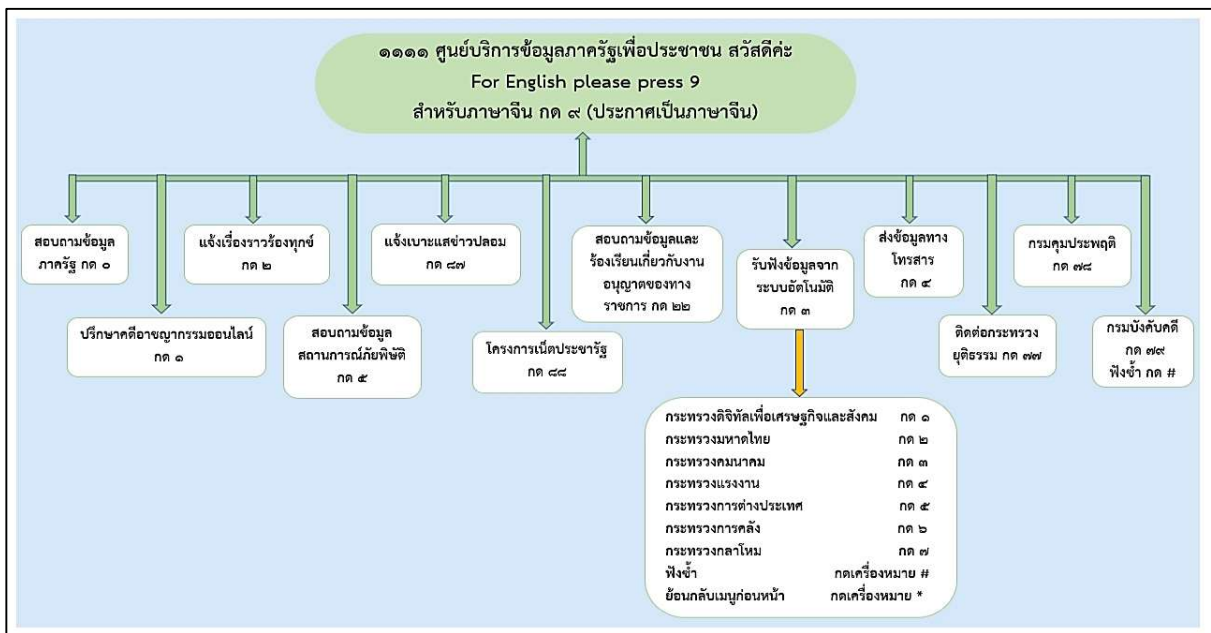 ๑๑๑๑ ศูนย์บริการข้อมูลภาครัฐเพื่อประชาชน สวัสดีค่ะ
For English please press 9
สำหรับภาษาจีน กด ๙ (ประกาศเป็นภาษาจีน)
สอบถามข้อมูล
ภาครัฐ กด ๐
ปรึกษาคดีอาชญากรรมออนไลน์
กด ๑
แจ้งเรื่องราวร้องทุกข์
กด ๒
สอบถามข้อมูล
สถานการณ์ภัยพิษัติ
กด ๕
แจ้งเบาะแสข่าวปลอม
กด ๘๗
โครงการเน็ตประชารัฐ
กด ๘๘
สอบถามข้อมูลและ
ร้องเรียนเกี่ยวกับงาน
อนุญาตของทาง
ราชการ กด ๒๒
รับฟังข้อมูลจาก
ระบบอัตโนมัติ
กด ๓
ส่งข้อมูลทาง
โทรสาร
กด ๔
ติดต่อกระทรวง
ยุติธรรม กด ๗๗
กรมคุมประพฤติ
กด ๗๘
กรมบังคับคดี
กด ๗๙
ฟังซ้ำ กด #
กระทรวงดิจิทัลเพื่อเศรษฐกิจและสังคม กด ๑
กระทรวงมหาดไทย กด ๒
กระทรวงคมนาคม กด ๓
กระทรวงแรงงาน กด ๔
กระทรวงการต่างประเทศ กด ๕
กระทรวงการคลัง กด ๖
กระทรวงกลาโหม กด ๗
ฟังซ้ำ กดเครื่องหมาย #
ย้อนกลับเมนูก่อนหน้า กดเครื่องหมาย *